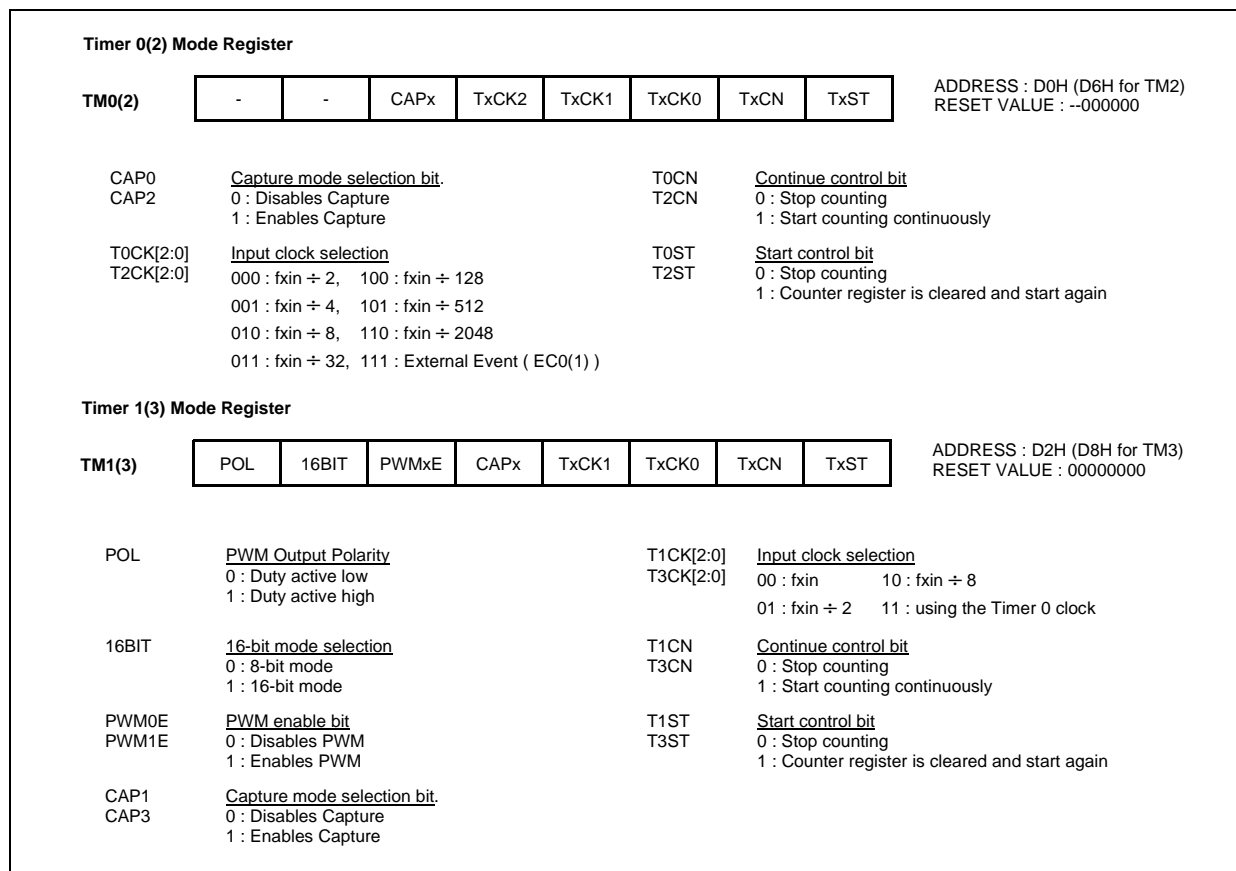 Timer 0(2) Mode Register
TM0(2) - - CAPx TxCK2 TxCK1 TxCK0 TxCN TxST ADDRESS : D0H (D6H for TM2)
RESET VALUE : --000000
CAP0 Capture mode selection bit.
CAP2 0 : Disables Capture
1 : Enables Capture
T0CK[2:0] Input clock selection
T2CK[2:0] 000 : fxin ÷ 2, 100 : fxin ÷ 128
001 : fxin ÷ 4, 101 : fxin ÷ 512
010 : fxin ÷ 8, 110 : fxin ÷ 2048
011 : fxin ÷ 32, 111 : External Event ( EC0(1) )
T0CN Continue control bit
T2CN 0 : Stop counting
1 : Start counting continuously
T0ST Start control bit
T2ST 0 : Stop counting
1 : Counter register is cleared and start again
Timer 1(3) Mode Register
TM1(3) POL 16BIT PWMxE CAPx TxCK1 TxCK0 TxCN TxST ADDRESS : D2H (D8H for TM3)
RESET VALUE : 00000000
POL PWM Output Polarity
0 : Duty active low
1 : Duty active high
16BIT 16-bit mode selection
0 : 8-bit mode
1 : 16-bit mode
PWM0E PWM enable bit
PWM1E 0 : Disables PWM
1 : Enables PWM
CAP1 Capture mode selection bit.
CAP3 0 : Disables Capture
1 : Enables Capture
T1CK[2:0] Input clock selection
T3CK[2:0] 00 : fxin 10 : fxin ÷ 8
01 : fxin ÷ 2 11 : using the Timer 0 clock
T1CN Continue control bit
T3CN 0 : Stop counting
1 : Start counting continuously
T1ST Start control bit
T3ST 0 : Stop counting
1 : Counter register is cleared and start again